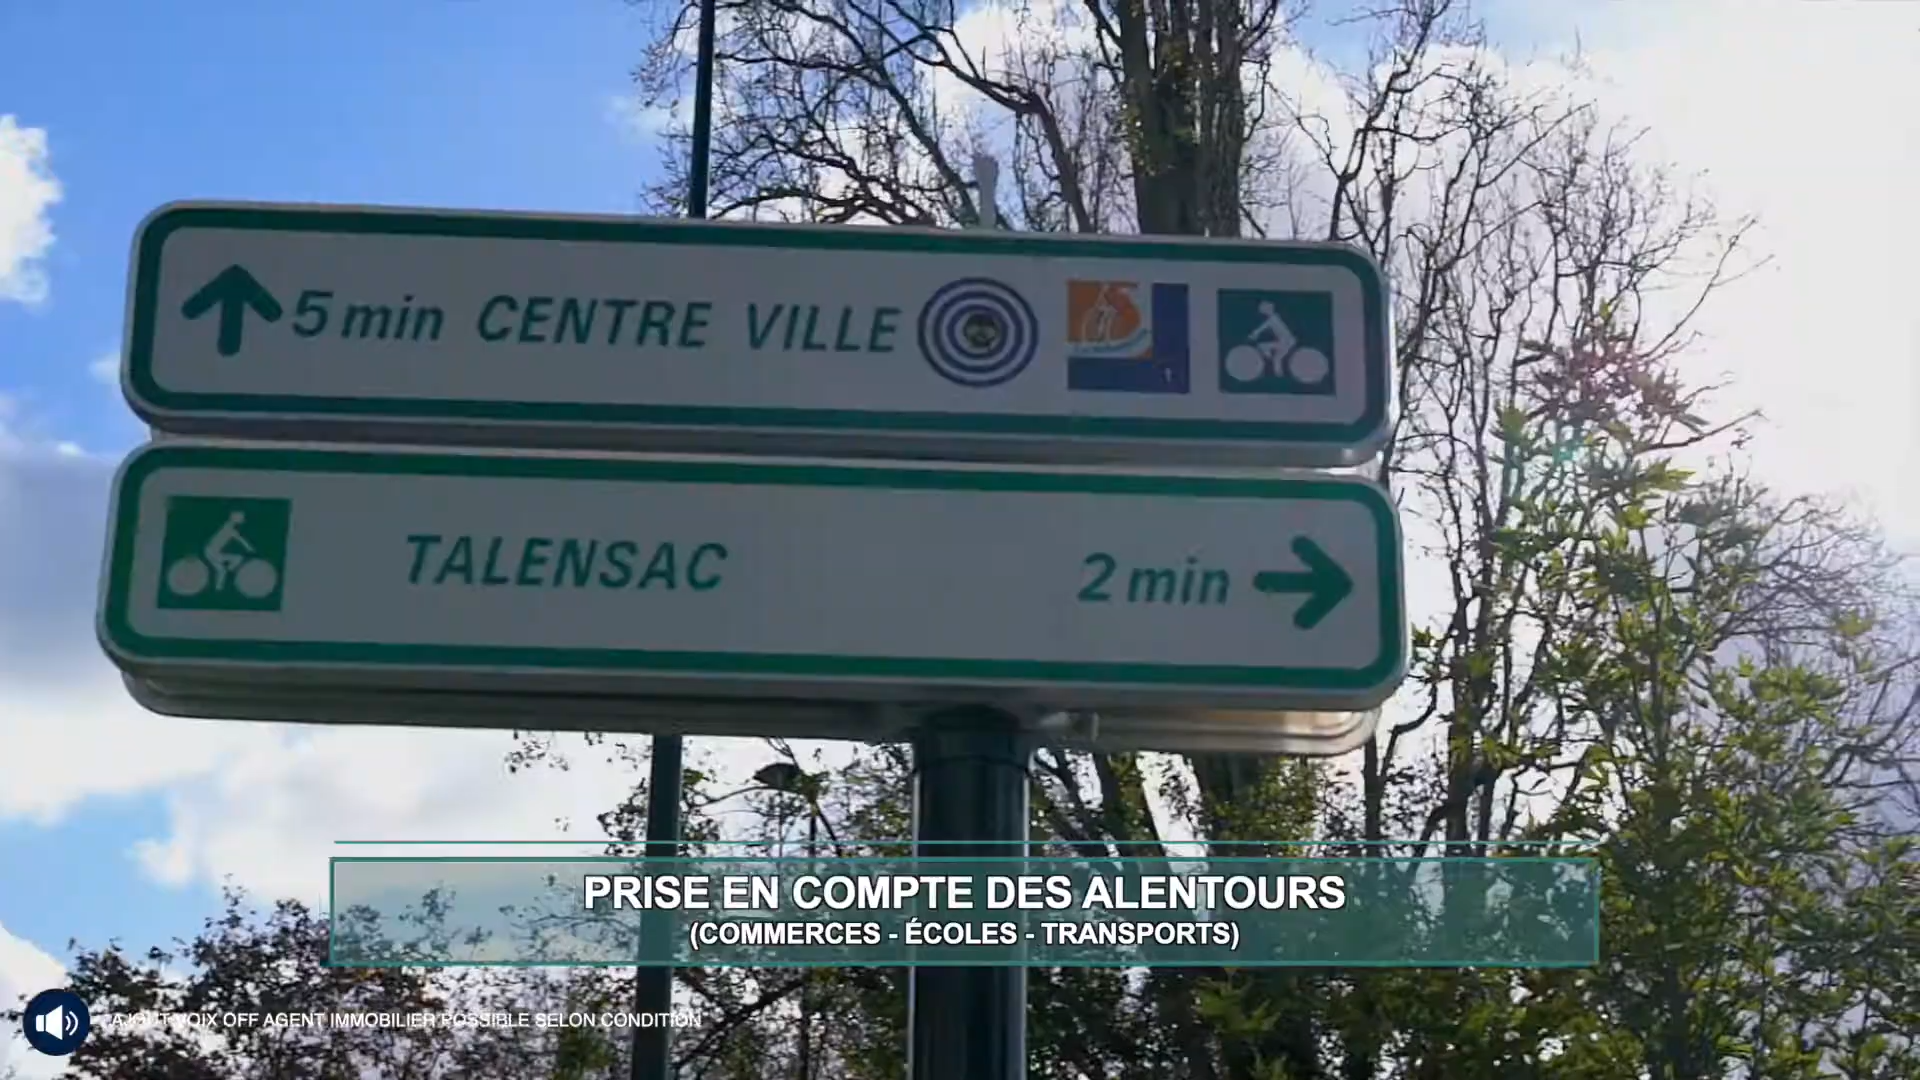 5 min CENTRE VILLE
TALENSAC 2 min
PRISE EN COMPTE DES ALENTOURS
(COMMERCES - ÉCOLES - TRANSPORTS)
AJOUT VOIX OFF AGENT IMMOBILIER POSSIBLE SELON CONDITION